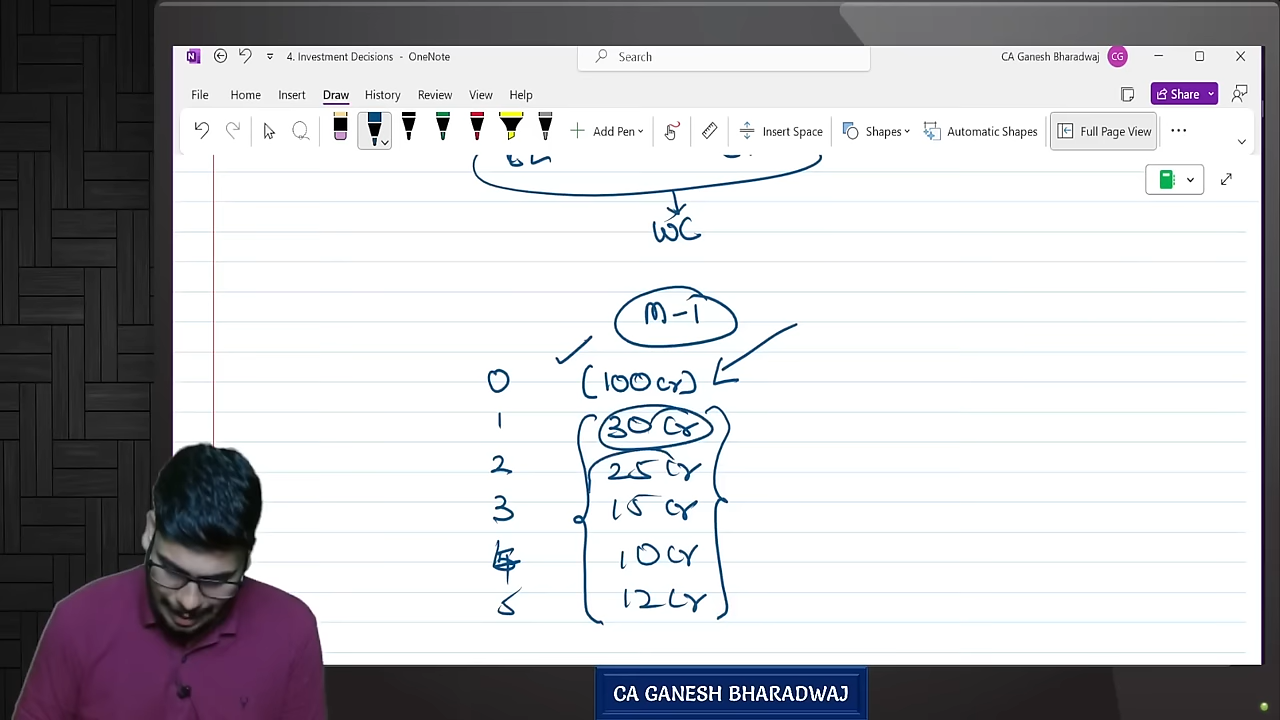 4. Investment Decisions - OneNote
Search
CA Ganesh Bharadwaj CG
File Home Insert Draw History Review View Help
Share
Add Pen
Insert Space
Shapes
Automatic Shapes
Full Page View
WC
M-I
0 (100 cr)
1 30 Cr
2 25 Cr
3 15 Cr
4 10 Cr
5 12 Cr
CA GANESH BHARADWAJ